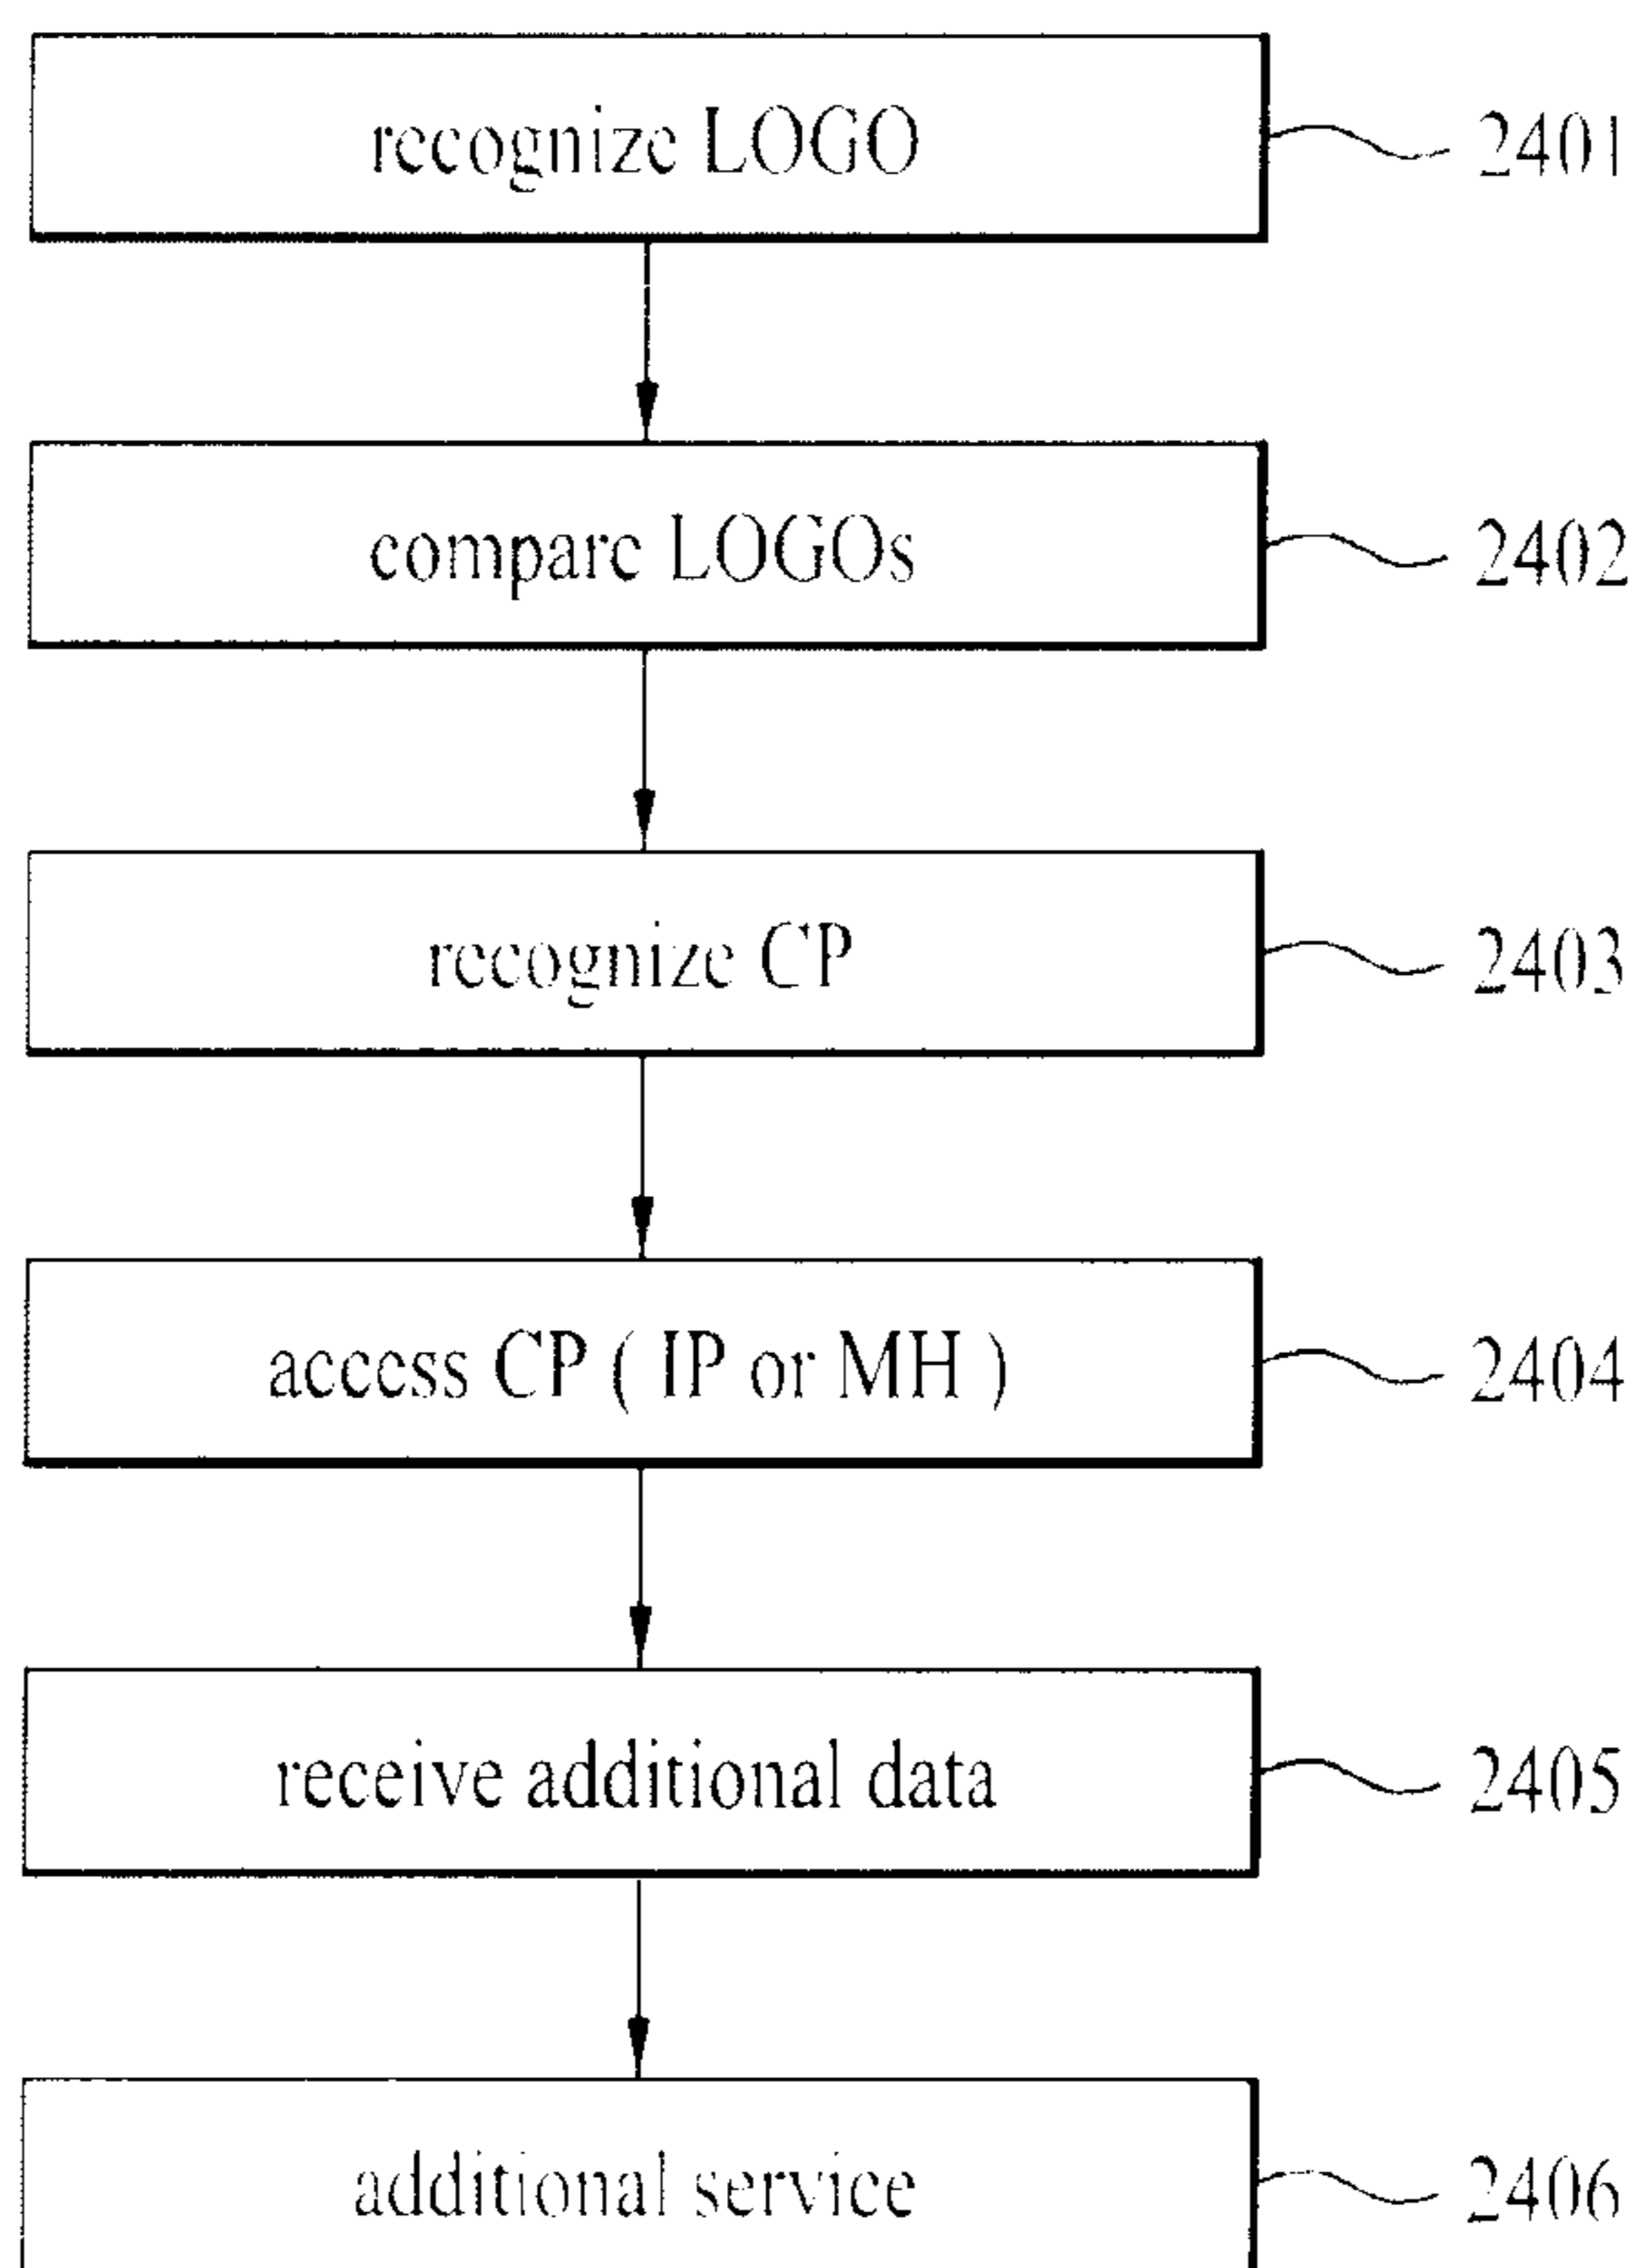 recognize LOGO 2401
compare LOGOs 2402
recognize CP 2403
access CP ( IP or MH ) 2404
receive additional data 2405
additional service 2406